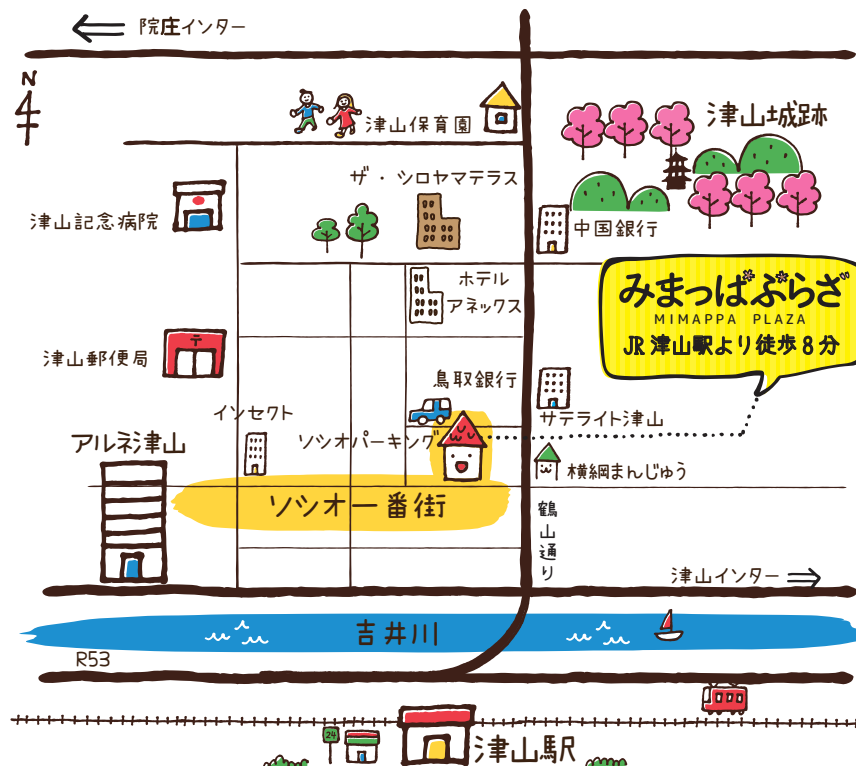 院庄インター
N
津山保育園
津山城跡
ザ・シロヤマテラス
津山記念病院
中国銀行
ホテル
アネックス
みまっぱぷらざ
MIMAPPA PLAZA
JR津山駅より徒歩8分
〒
津山郵便局
鳥取銀行
インセクト
サテライト津山
アルネ津山
ソシオパーキング
横綱まんじゅう
ソシオ一番街
鶴山通り
津山インター
吉井川
R53
24
津山駅